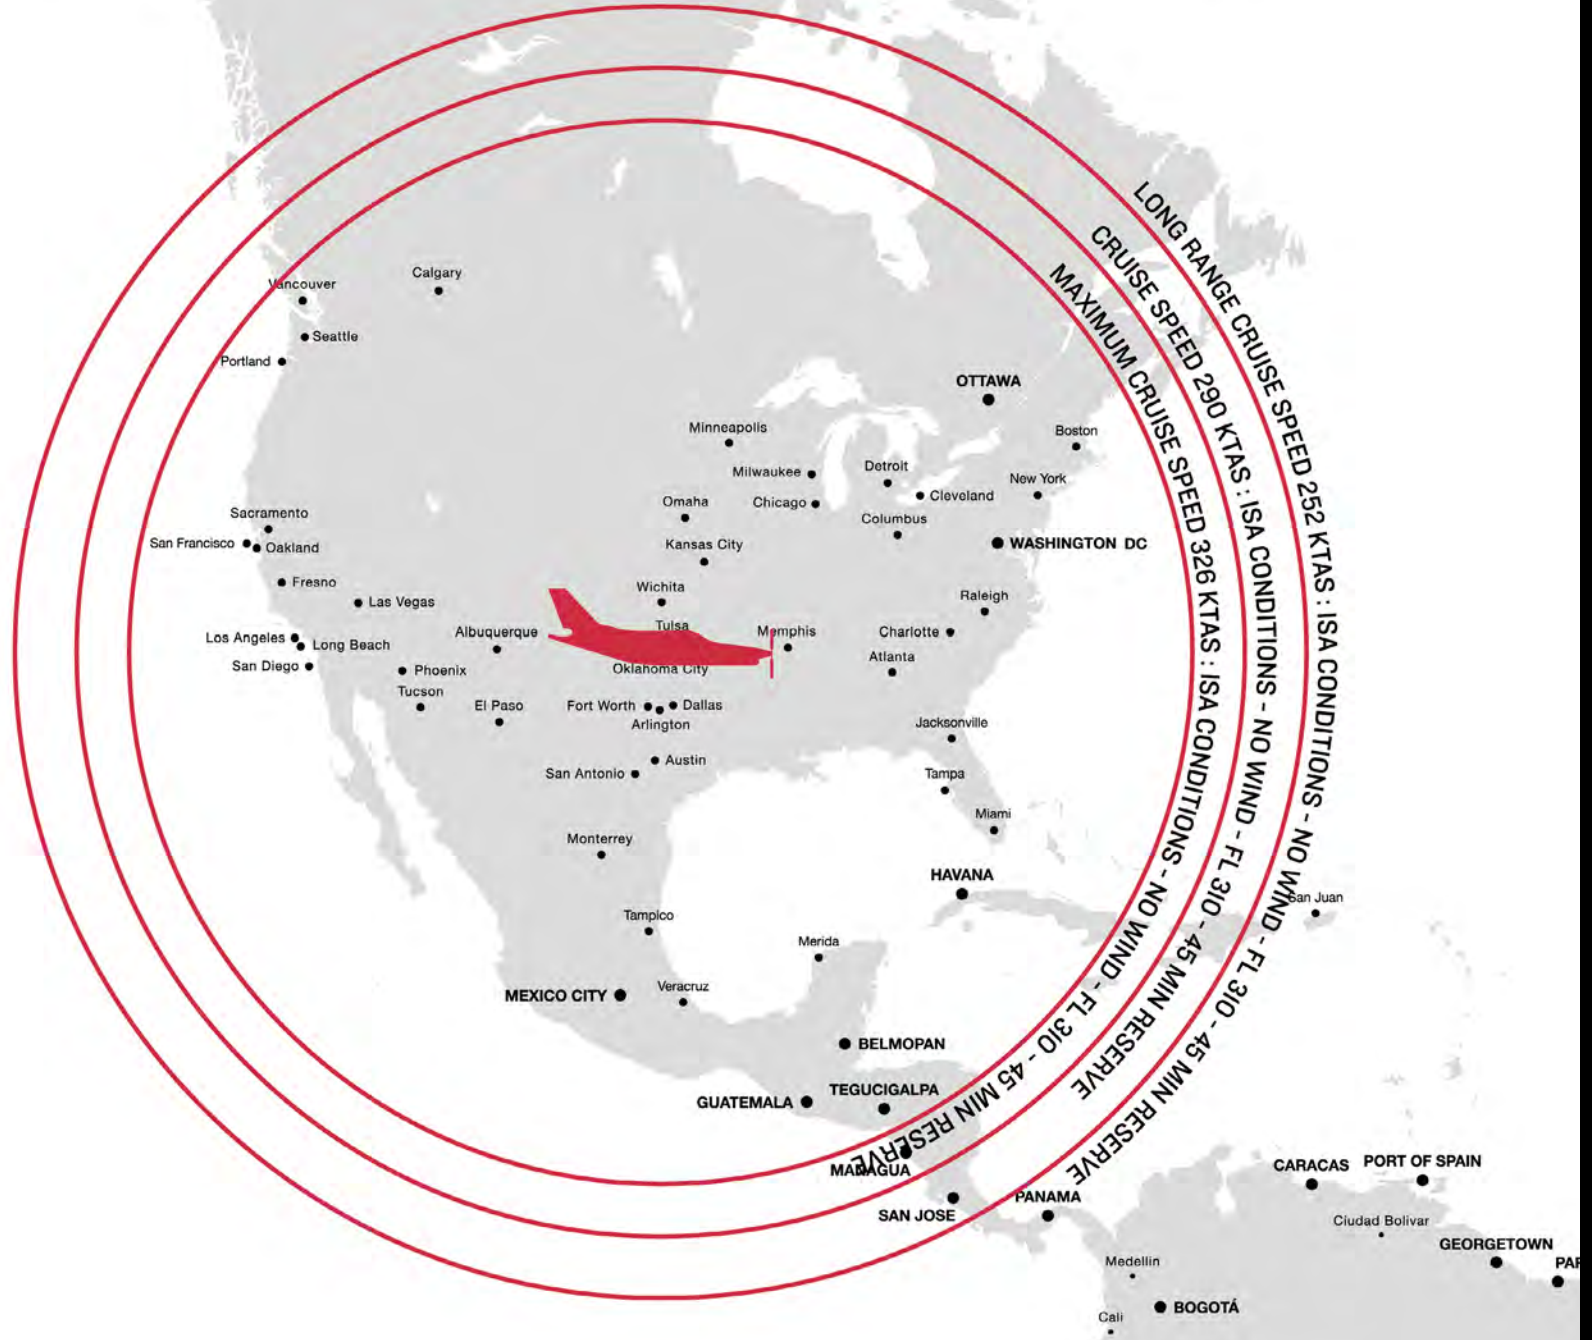 LONG RANGE CRUISE SPEED 252 KTAS : ISA CONDITIONS - NO WIND - FL 310 - 45 MIN RESERVE
CRUISE SPEED 290 KTAS : ISA CONDITIONS - NO WIND - FL 310 - 45 MIN RESERVE
MAXIMUM CRUISE SPEED 326 KTAS : ISA CONDITIONS - NO WIND - FL 310 - 45 MIN RESERVE
Calgary
Vancouver
Seattle
Portland
OTTAWA
Minneapolis
Boston
Milwaukee
Detroit
New York
Cleveland
Omaha
Chicago
Columbus
Sacramento
San Francisco
Oakland
Kansas City
WASHINGTON DC
Fresno
Wichita
Las Vegas
Raleigh
Tulsa
Los Angeles
Long Beach
Albuquerque
Memphis
Charlotte
San Diego
Phoenix
Oklahoma City
Atlanta
Tucson
El Paso
Fort Worth
Dallas
Arlington
Jacksonville
Austin
San Antonio
Tampa
Miami
Monterrey
HAVANA
San Juan
Tampico
Merida
MEXICO CITY
Veracruz
BELMOPAN
TEGUCIGALPA
GUATEMALA
MANAGUA
CARACAS
PORT OF SPAIN
PANAMA
SAN JOSE
Ciudad Bolivar
GEORGETOWN
Medellin
PAR
BOGOTÁ
Cali